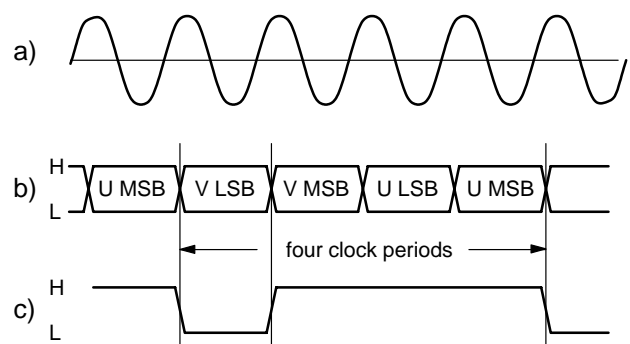 a)
b)
H
L
U MSB
V LSB
V MSB
U LSB
U MSB
four clock periods
c)
H
L